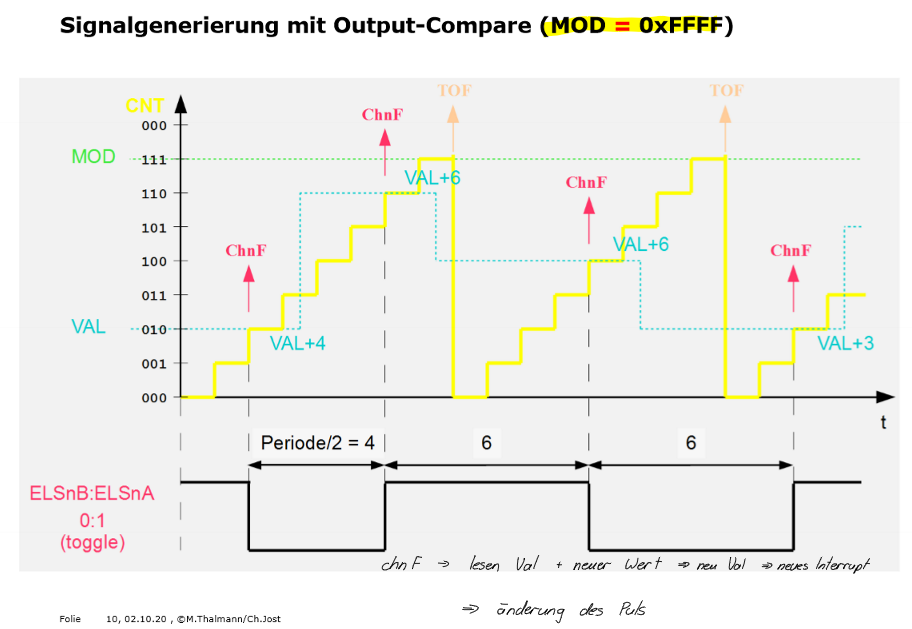 Signalgenerierung mit Output-Compare (MOD = 0xFFFF)
TOF TOF
CNT
ChnF
000
MOD 111
VAL+6
110
ChnF
101
ChnF VAL+6 ChnF
100
011
VAL 010
VAL+4 VAL+3
001
000
t
Periode/2 = 4 6 6
ELSnB:ELSnA
0:1
(toggle)
chnF → lesen Val + neuer Wert ⇒ neu Val ⇒ neues Interrupt
⇒ änderung des Puls
Folie 10, 02.10.20 , ©M.Thalmann/Ch.Jost